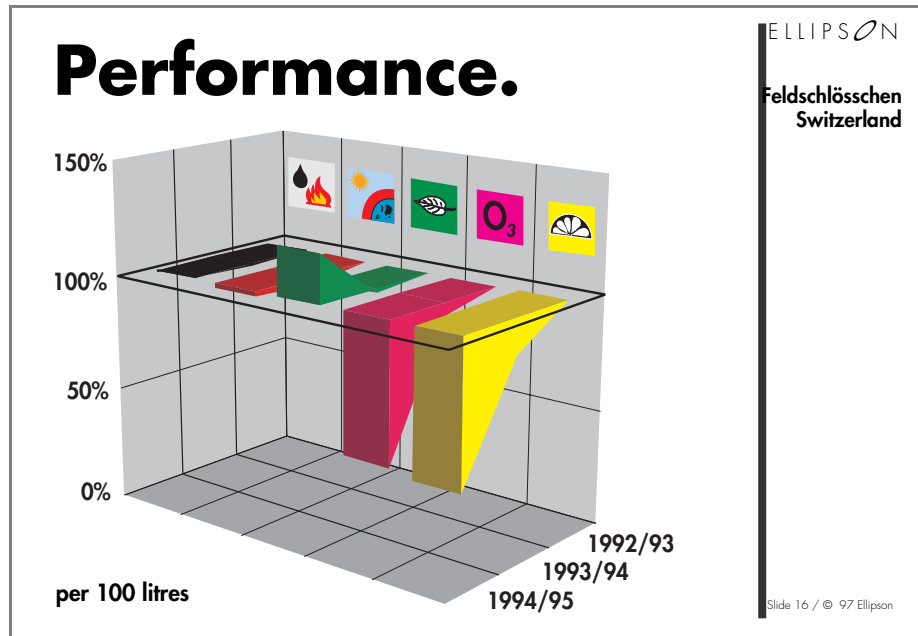 Performance.
ELLIPSON
Feldschlösschen
Switzerland
150%
100%
50%
0%
O3
1992/93
1993/94
1994/95
per 100 litres
Slide 16 / © 97 Ellipson